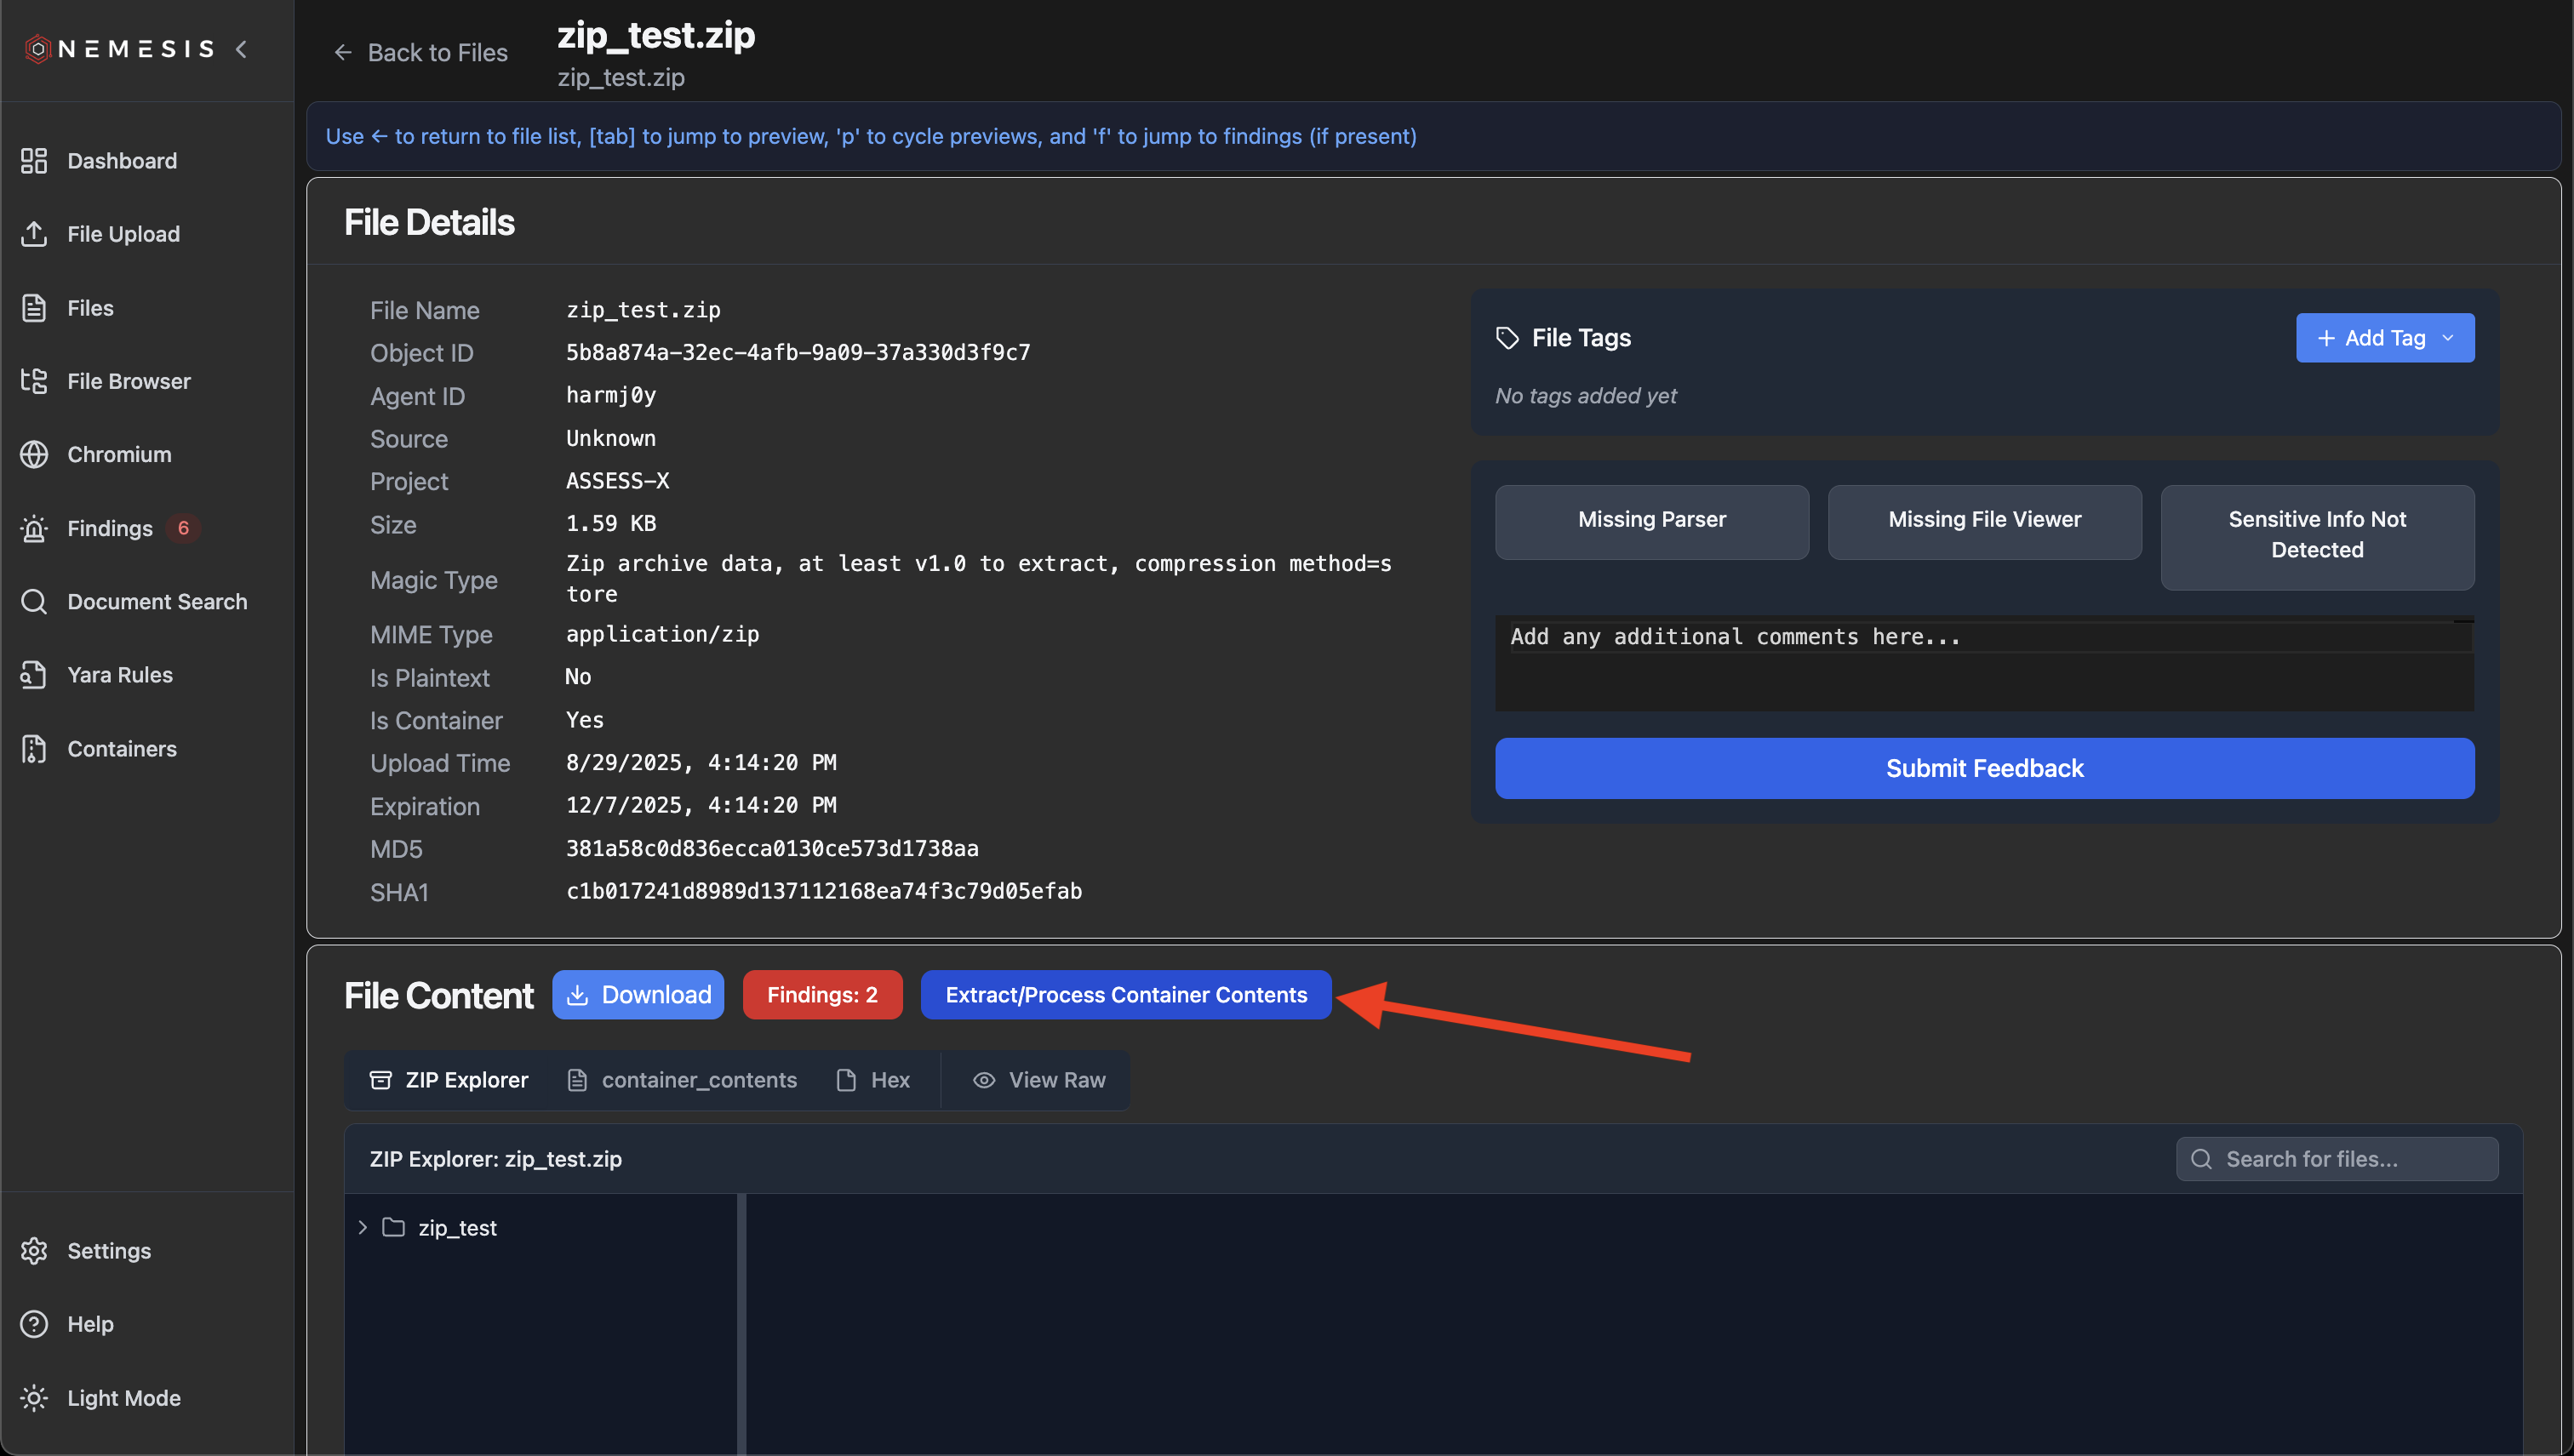 NEMESIS
Dashboard
File Upload
Files
File Browser
Chromium
Findings 6
Document Search
Yara Rules
Containers
Settings
Help
Light Mode
Back to Files
zip_test.zip
zip_test.zip
Use ← to return to file list, [tab] to jump to preview, 'p' to cycle previews, and 'f' to jump to findings (if present)
File Details
File Name zip_test.zip
Object ID 5b8a874a-32ec-4afb-9a09-37a330d3f9c7
Agent ID harmj0y
Source Unknown
Project ASSESS-X
Size 1.59 KB
Magic Type Zip archive data, at least v1.0 to extract, compression method=s
tore
MIME Type application/zip
Is Plaintext No
Is Container Yes
Upload Time 8/29/2025, 4:14:20 PM
Expiration 12/7/2025, 4:14:20 PM
MD5 381a58c0d836ecca0130ce573d1738aa
SHA1 c1b017241d8989d137112168ea74f3c79d05efab
File Tags
+ Add Tag
No tags added yet
Missing Parser
Missing File Viewer
Sensitive Info Not
Detected
Add any additional comments here...
Submit Feedback
File Content
Download
Findings: 2
Extract/Process Container Contents
ZIP Explorer
container_contents
Hex
View Raw
ZIP Explorer: zip_test.zip
Search for files...
zip_test